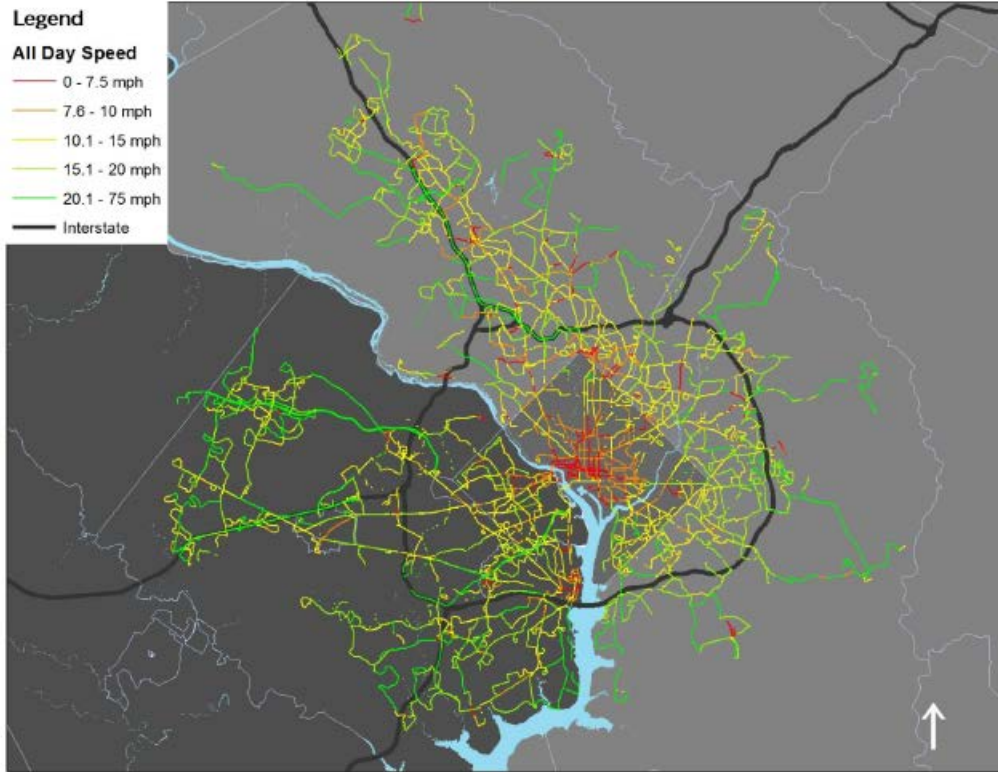 Legend
All Day Speed
0 - 7.5 mph
7.6 - 10 mph
10.1 - 15 mph
15.1 - 20 mph
20.1 - 75 mph
Interstate